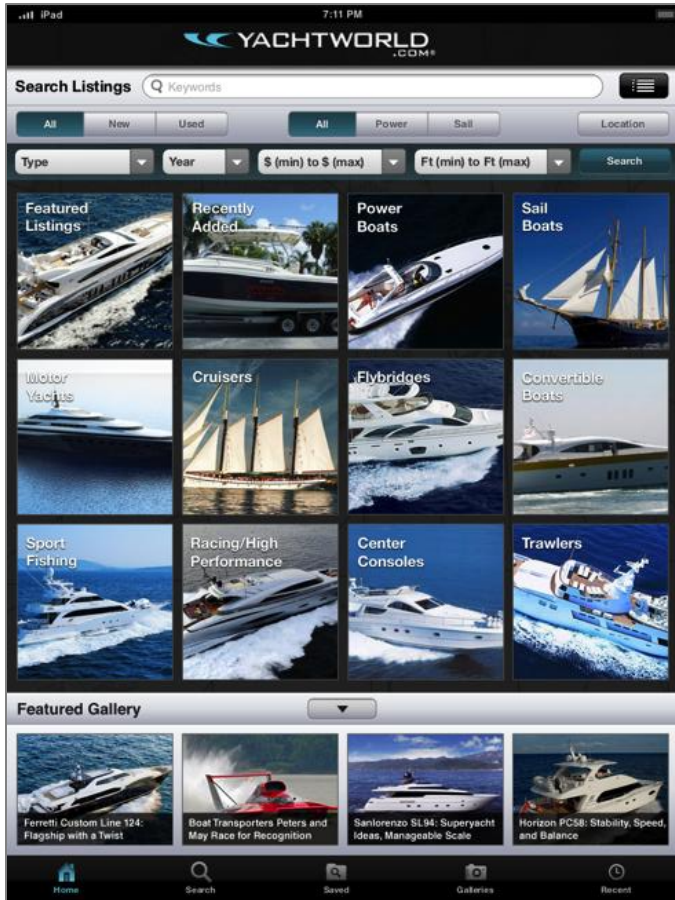 iPad
7:11 PM
YACHTWORLD
.COM®
Search Listings
Keywords
All New Used
All Power Sail
Location
Type
Year
$ (min) to $ (max)
Ft (min) to Ft (max)
Search
Featured
Listings
Recently
Added
Power
Boats
Sail
Boats
Motor
Yachts
Cruisers
Flybridges
Convertible
Boats
Sport
Fishing
Racing/High
Performance
Center
Consoles
Trawlers
Featured Gallery
Ferretti Custom Line 124:
Flagship with a Twist
Boat Transporters Peters and
May Race for Recognition
Sanlorenzo SL94: Superyacht
Ideas, Manageable Scale
Horizon PC58: Stability, Speed,
and Balance
Home
Search
Saved
Galleries
Recent